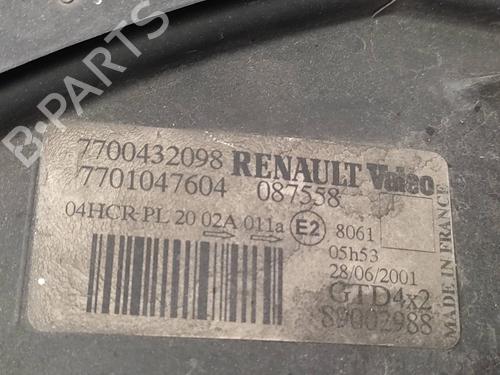 B-PARTS
7700432098 RENAULT Valeo
7701047604 087558
04HCR-PL 20 02A 011a E2 8061
05h53
28/06/2001
GTD4x2
89002988
MADE IN FRANCE